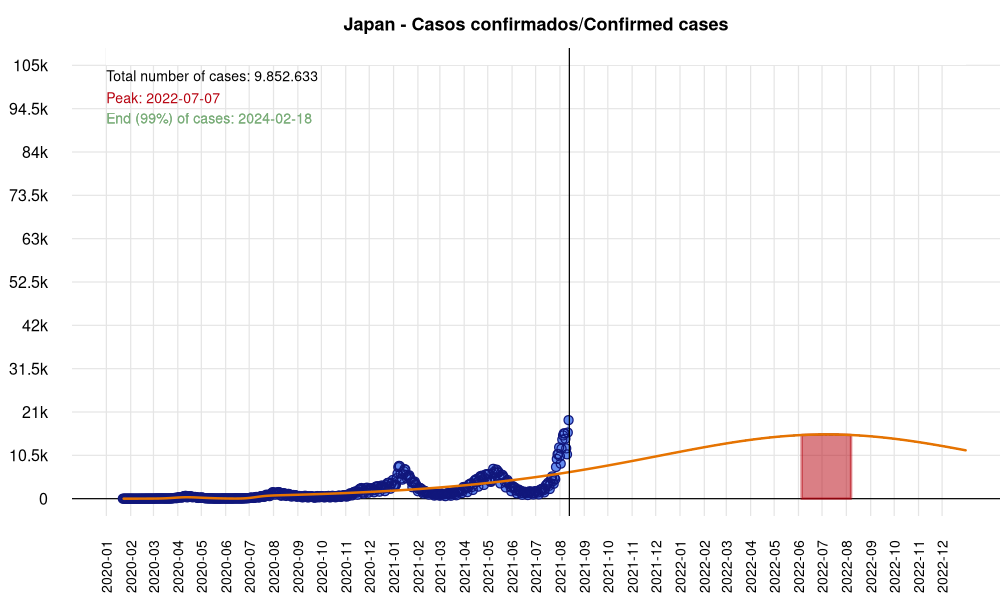 Japan - Casos confirmados/Confirmed cases
Total number of cases: 9.852.633
Peak: 2022-07-07
End (99%) of cases: 2024-02-18
105k
94.5k
84k
73.5k
63k
52.5k
42k
31.5k
21k
10.5k
0
2020-01
2020-02
2020-03
2020-04
2020-05
2020-06
2020-07
2020-08
2020-09
2020-10
2020-11
2020-12
2021-01
2021-02
2021-03
2021-04
2021-05
2021-06
2021-07
2021-08
2021-09
2021-10
2021-11
2021-12
2022-01
2022-02
2022-03
2022-04
2022-05
2022-06
2022-07
2022-08
2022-09
2022-10
2022-11
2022-12